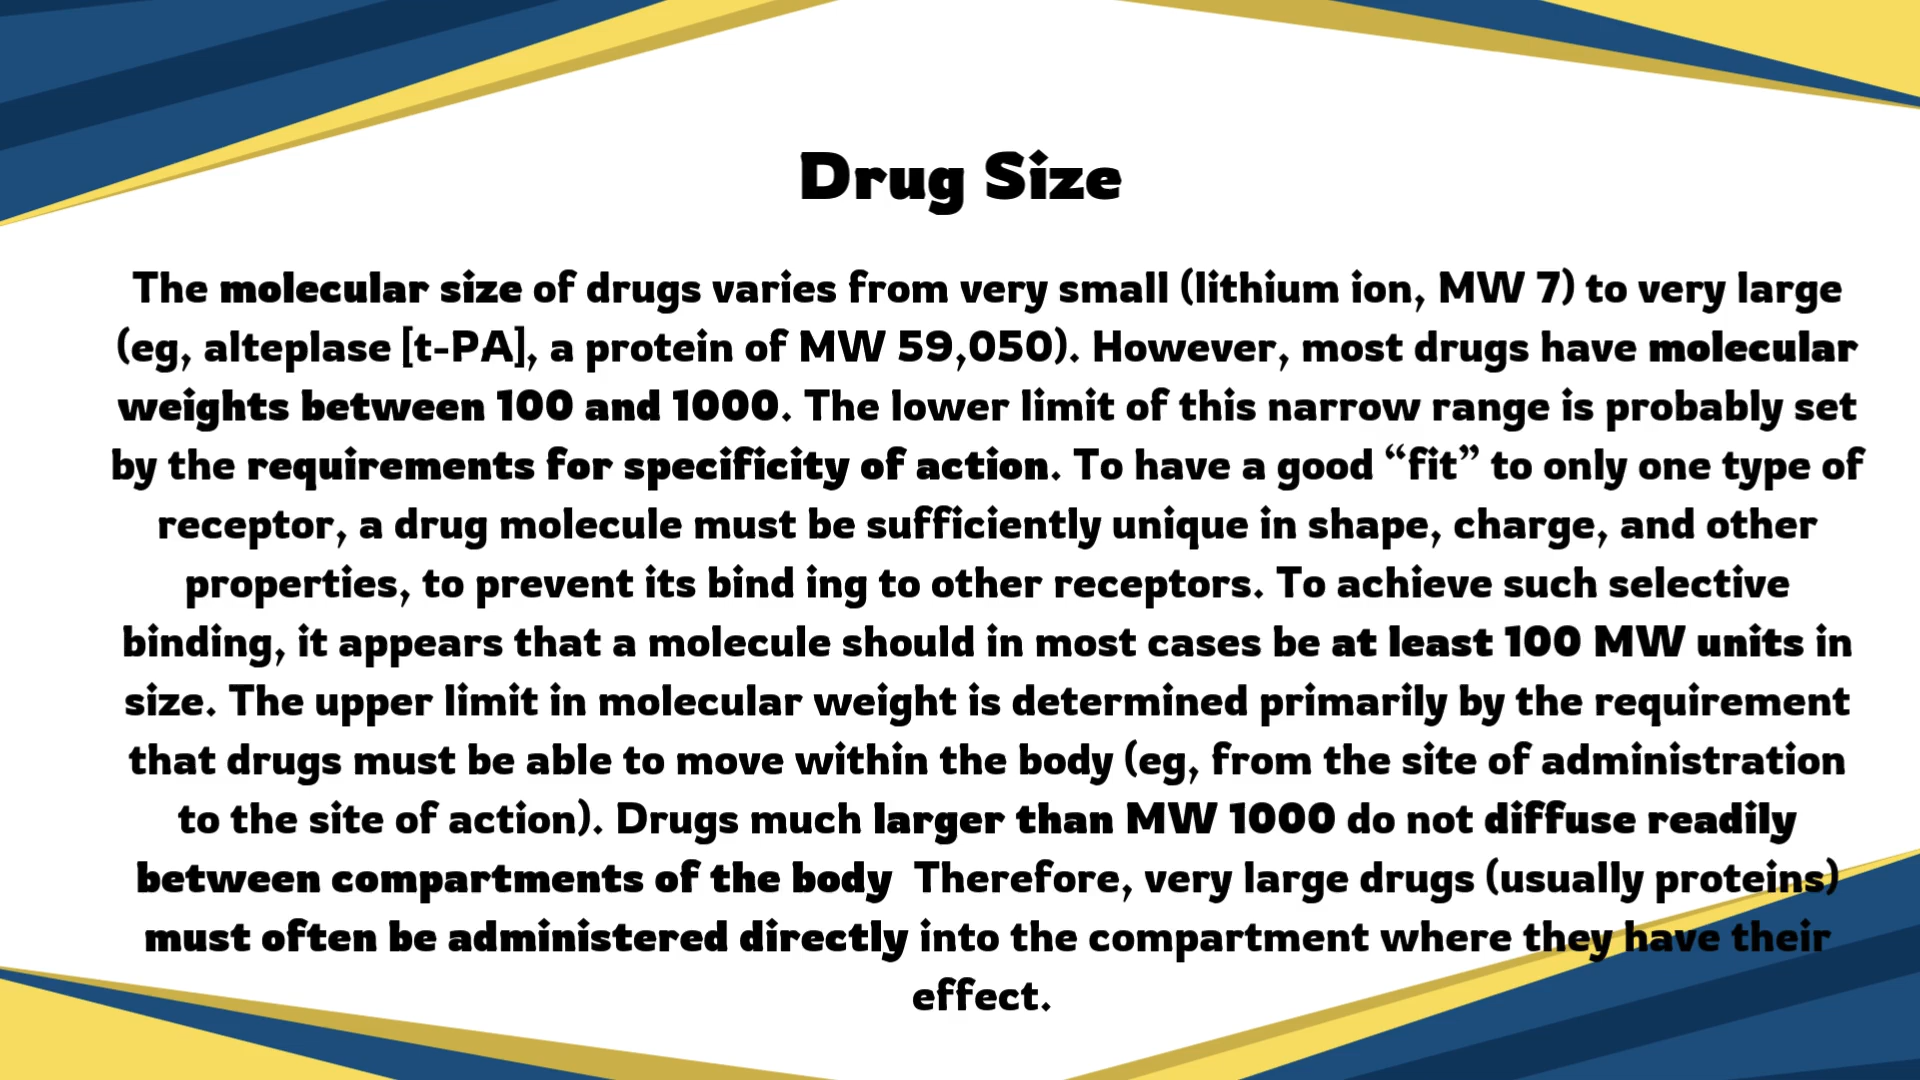 Drug Size
The molecular size of drugs varies from very small (lithium ion, MW 7) to very large
(eg, alteplase [t-PA], a protein of MW 59,050). However, most drugs have molecular
weights between 100 and 1000. The lower limit of this narrow range is probably set
by the requirements for specificity of action. To have a good “fit” to only one type of
receptor, a drug molecule must be sufficiently unique in shape, charge, and other
properties, to prevent its bind ing to other receptors. To achieve such selective
binding, it appears that a molecule should in most cases be at least 100 MW units in
size. The upper limit in molecular weight is determined primarily by the requirement
that drugs must be able to move within the body (eg, from the site of administration
to the site of action). Drugs much larger than MW 1000 do not diffuse readily
between compartments of the body  Therefore, very large drugs (usually proteins)
must often be administered directly into the compartment where they have their
effect.